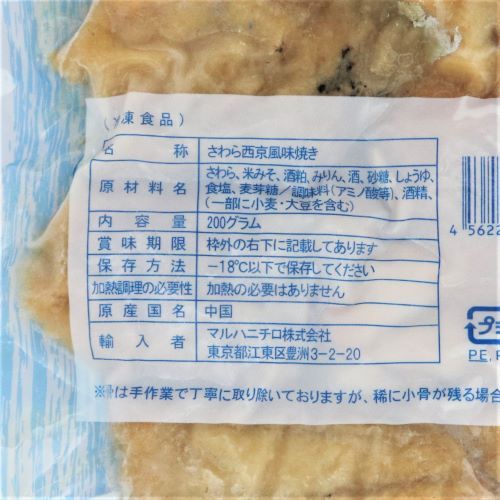 (冷凍食品)
名称 さわら西京風味焼き
原材料名 さわら、米みそ、酒粕、みりん、酒、砂糖、しょうゆ、
食塩、麦芽糖／調味料(アミノ酸等)、酒精、
(一部に小麦・大豆を含む)
内容量 200グラム
賞味期限 枠外の右下に記載してあります
保存方法 −18℃以下で保存してください
加熱調理の必要性 加熱の必要はありません
原産国名 中国
輸入者 マルハニチロ株式会社
東京都江東区豊洲3-2-20
4 5622
プラ
P.E,
※骨は手作業で丁寧に取り除いておりますが、稀に小骨が残る場合